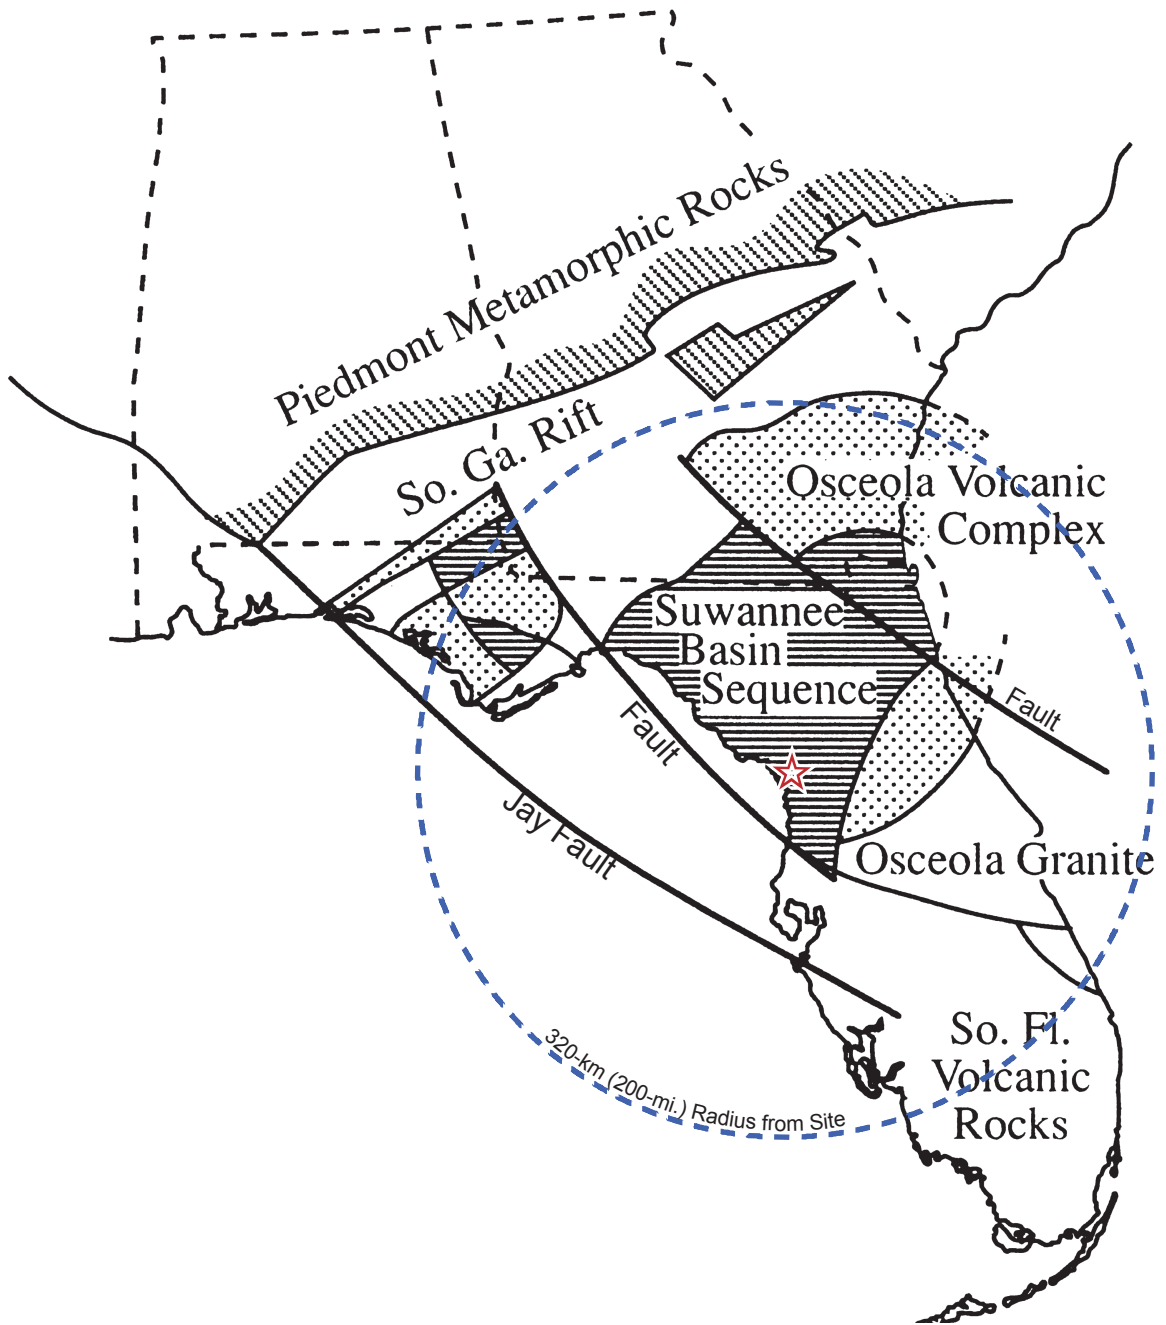 Piedmont Metamorphic Rocks
So. Ga. Rift
Osceola Volcanic
Complex
Suwannee
Basin
Sequence
Fault
Fault
Jay Fault
Osceola Granite
So. Fl.
Volcanic
Rocks
320-km (200-mi.) Radius from Site